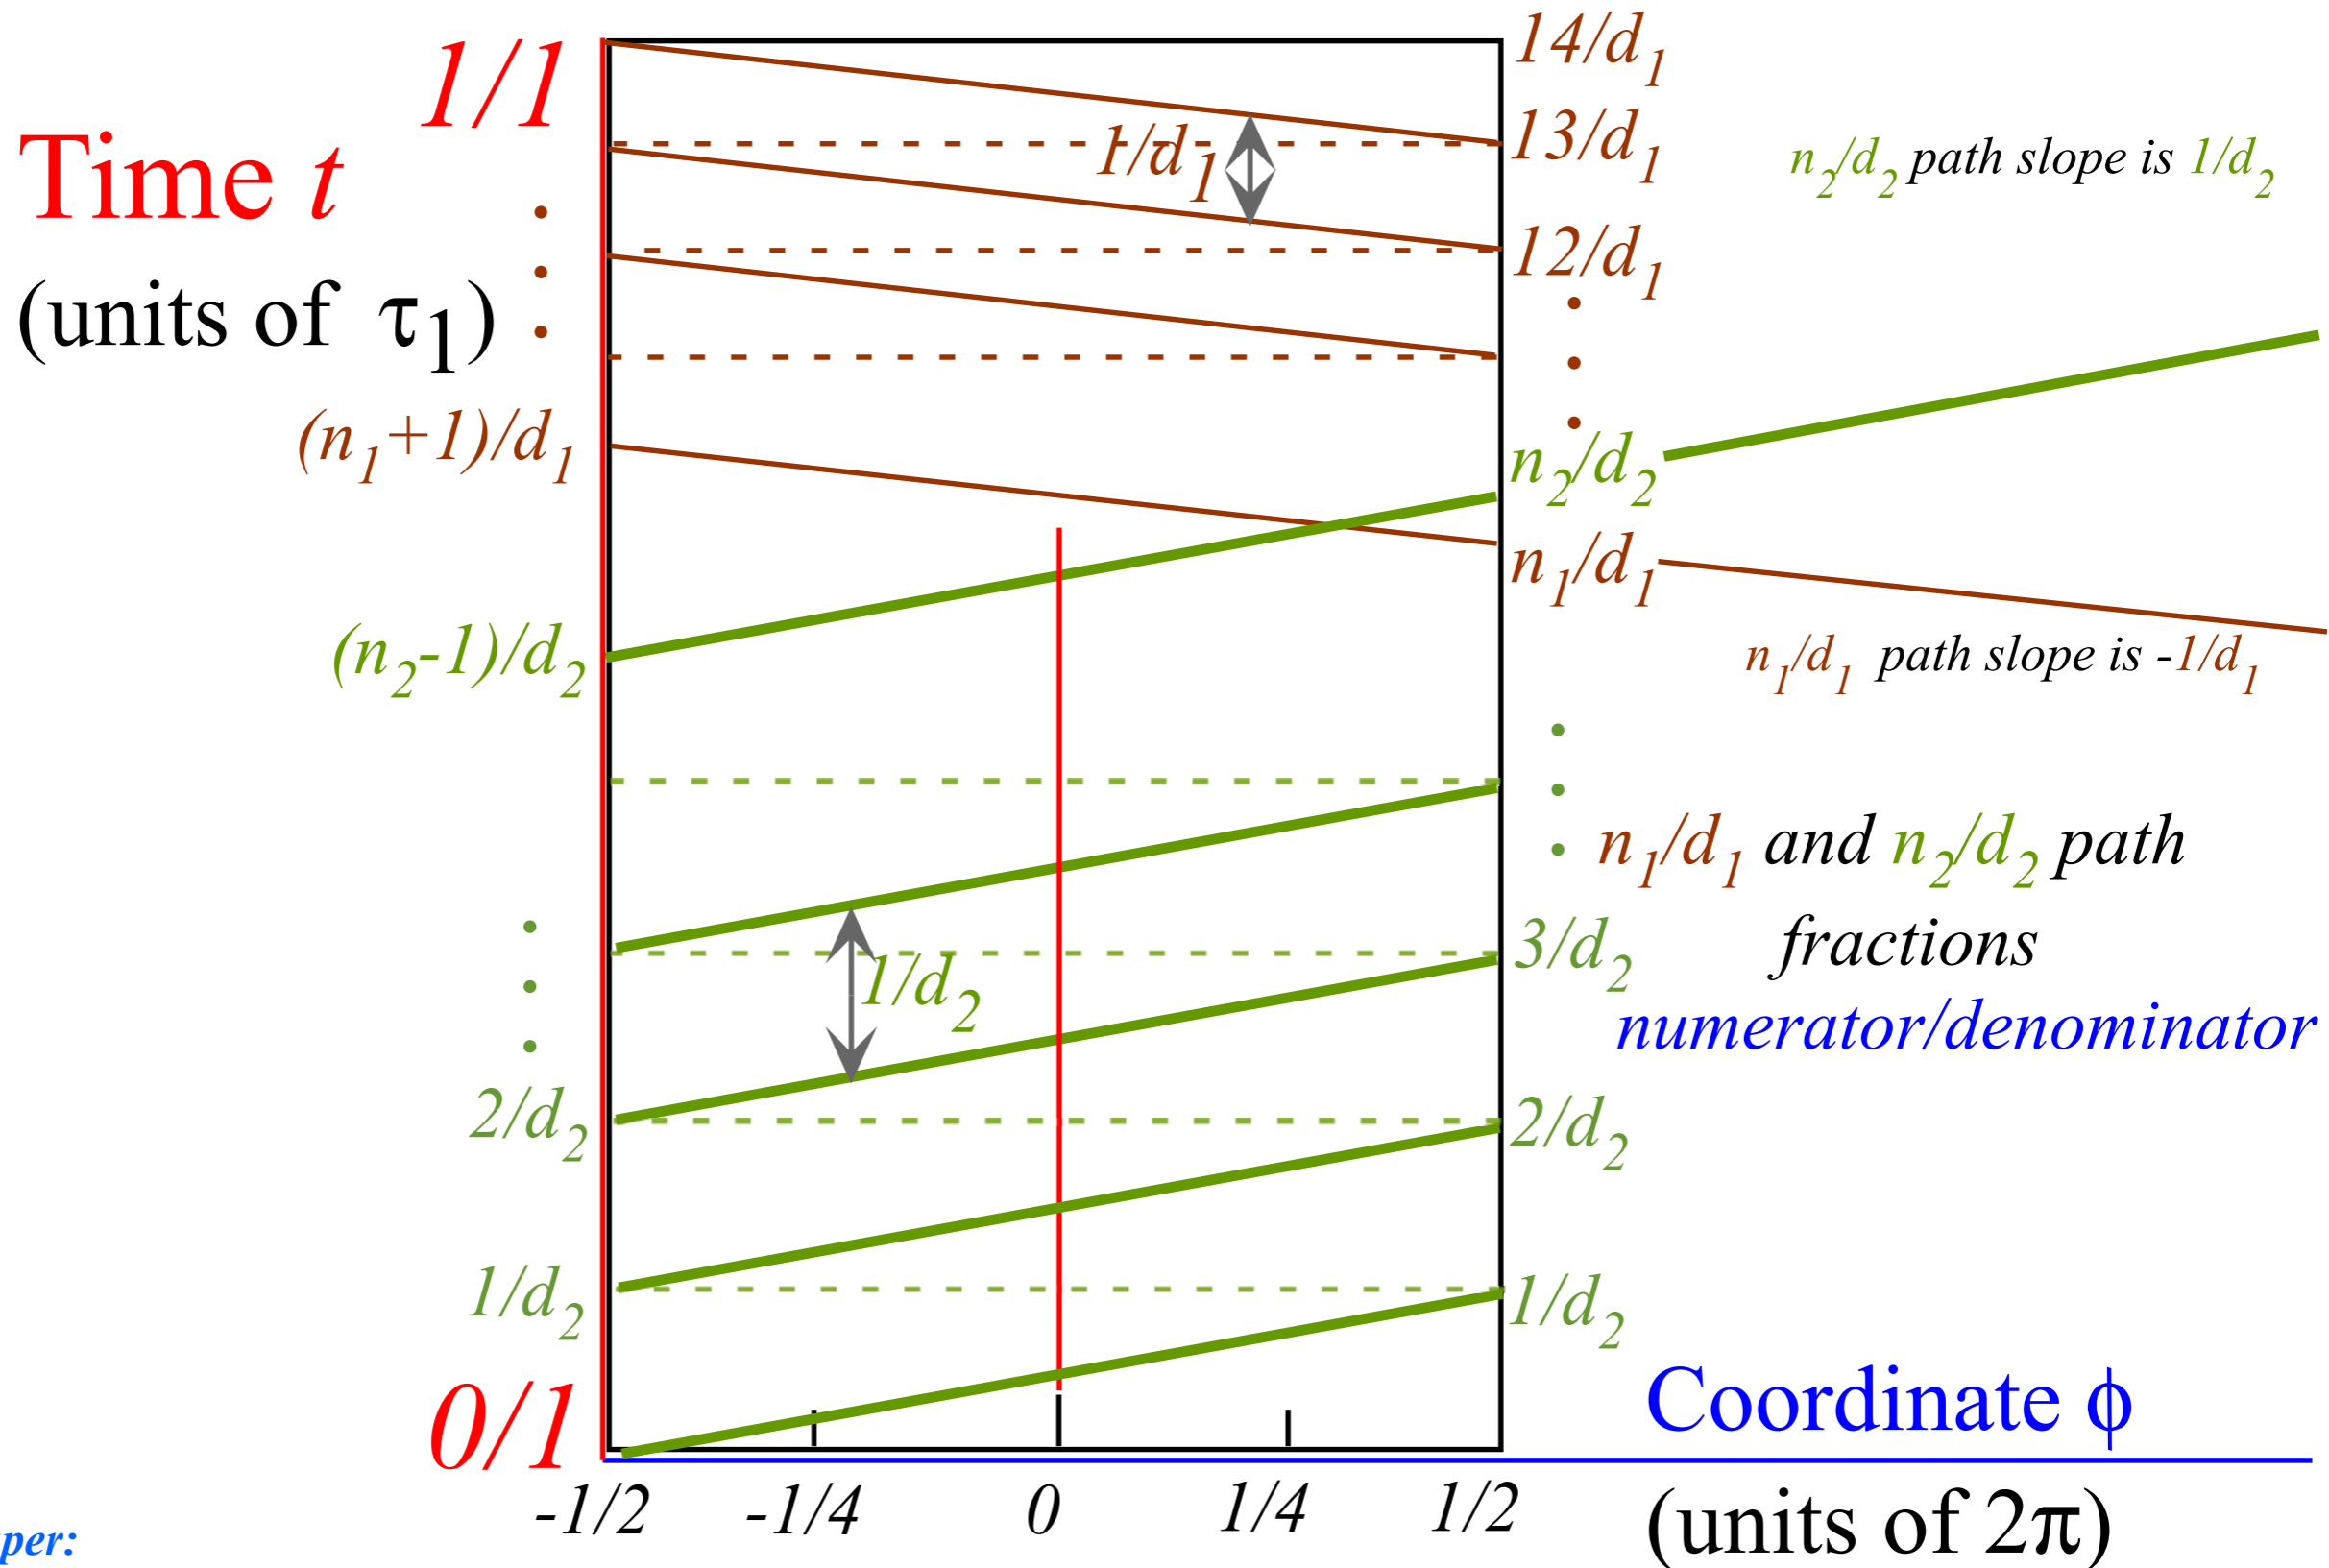 1/1
14/d1
13/d1
1/d1
Time t
n2/d2 path slope is 1/d2
12/d1
(units of τ1)
(n1+1)/d1
n2/d2
n1/d1
(n2-1)/d2
n1/d1 path slope is -1/d1
n1/d1 and n2/d2 path
fractions
numerator/denominator
3/d2
1/d2
2/d2
2/d2
1/d2
1/d2
0/1
Coordinate ϕ
(units of 2π)
-1/2 -1/4 0 1/4 1/2
per: